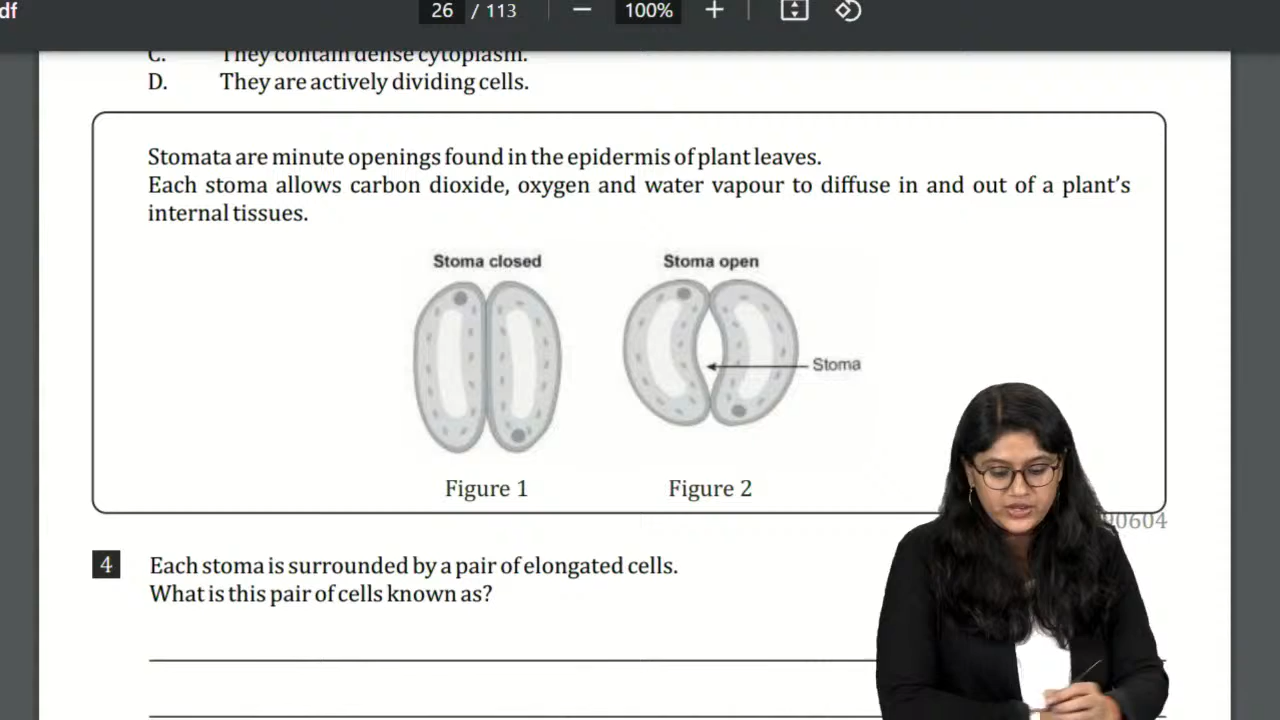 df
26 / 113
100%
C. They contain dense cytoplasm.
D. They are actively dividing cells.
Stomata are minute openings found in the epidermis of plant leaves.
Each stoma allows carbon dioxide, oxygen and water vapour to diffuse in and out of a plant's
internal tissues.
Stoma closed
Stoma open
Stoma
Figure 1
Figure 2
0604
4 Each stoma is surrounded by a pair of elongated cells.
What is this pair of cells known as?